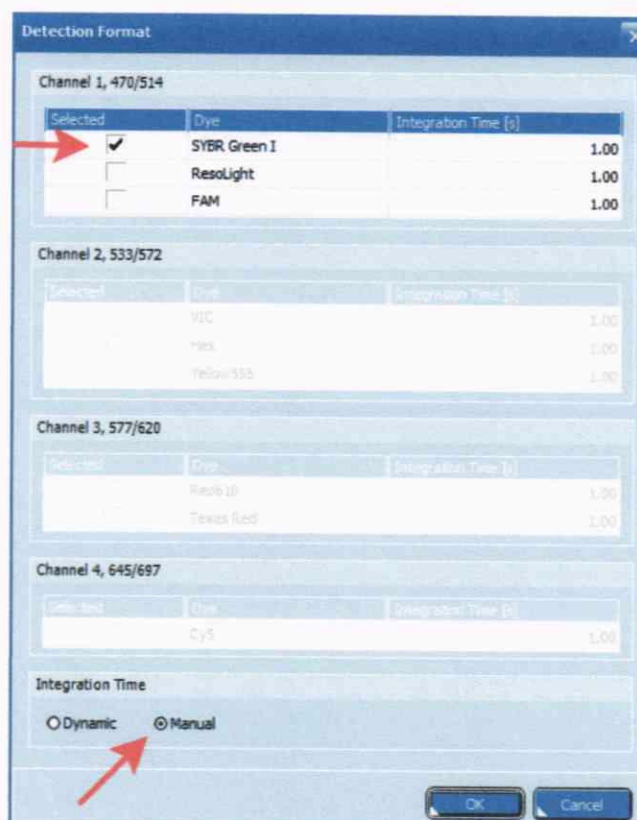 Detection Format
Channel 1, 470/514
Selected Dye Integration Time [s]
SYBR Green I 1.00
ResoLight 1.00
FAM 1.00
Channel 2, 533/572
Selected Dye Integration Time [s]
VIC 1.00
Hex 1.00
Yellow555 1.00
Channel 3, 577/620
Selected Dye Integration Time [s]
Red610 1.00
Texas Red 1.00
Channel 4, 645/697
Selected Dye Integration Time [s]
Cy5 1.00
Integration Time
Dynamic Manual
OK Cancel